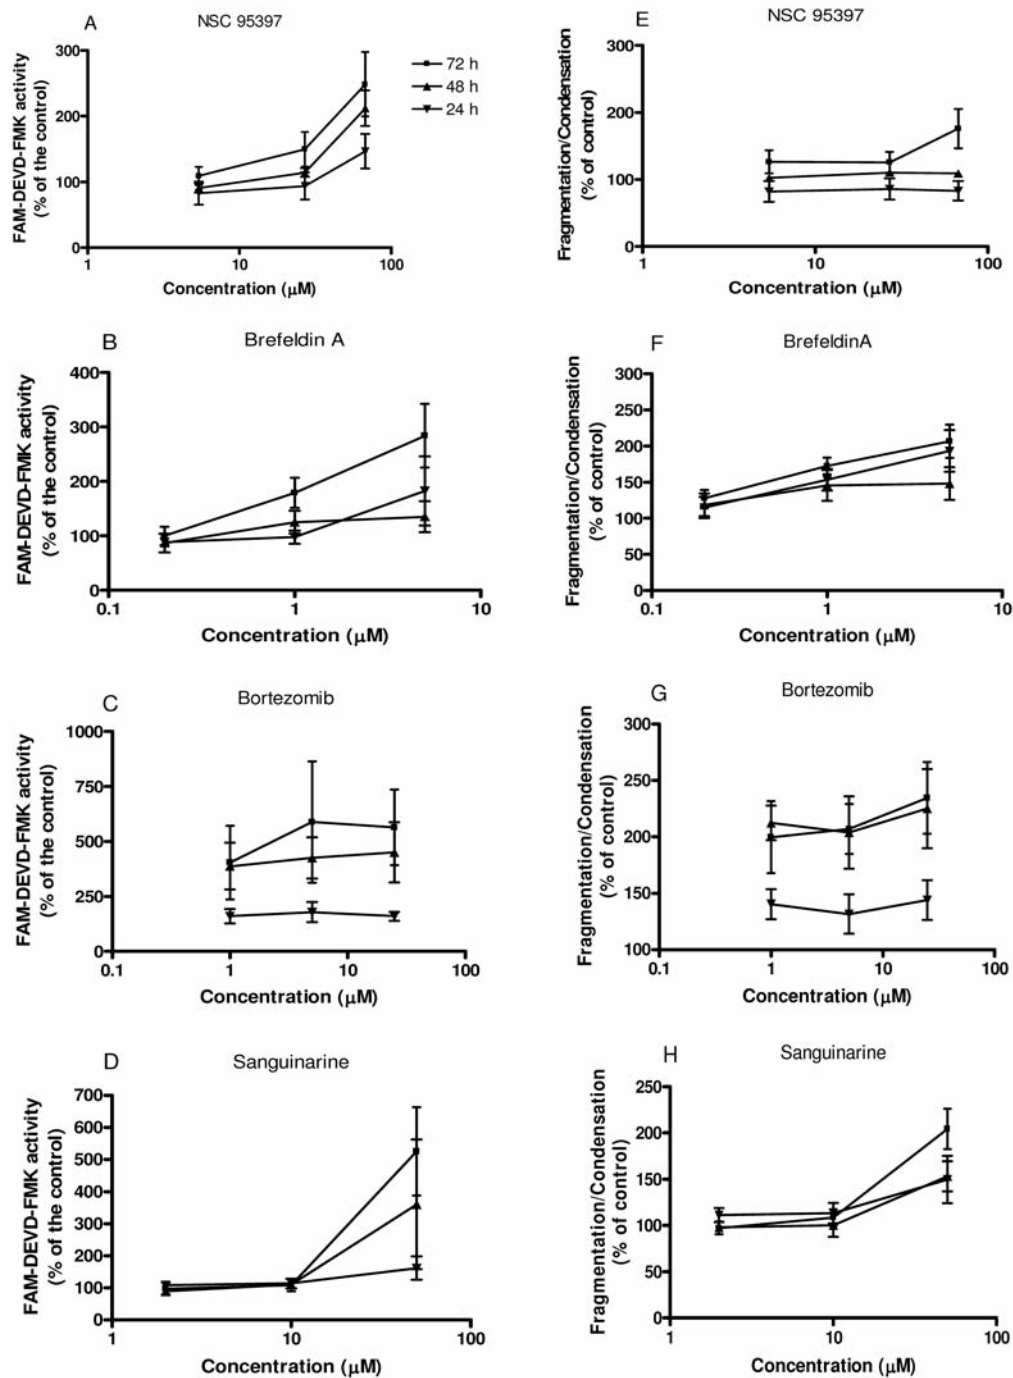 A
NSC 95397
FAM-DEVD-FMK activity
(% of the control)
300
200
100
0
1
10
100
Concentration (μM)
72 h
48 h
24 h
E
NSC 95397
Fragmentation/Condensation
(% of control)
300
200
100
0
1
10
100
Concentration (μM)
B
Brefeldin A
FAM-DEVD-FMK activity
(% of the control)
400
300
200
100
0
0.1
1
10
Concentration (μM)
F
BrefeldinA
Fragmentation/Condensation
(% of control)
300
250
200
150
100
50
0
0.1
1
10
Concentration (μM)
C
Bortezomib
FAM-DEVD-FMK activity
(% of the control)
1000
750
500
250
0
0.1
1
10
100
Concentration (μM)
G
Bortezomib
Fragmentation/Condensation
(% of control)
300
250
200
150
100
0.1
1
10
100
Concentration (μM)
D
Sanguinarine
FAM-DEVD-FMK activity
(% of the control)
700
600
500
400
300
200
100
0
1
10
100
Concentration (μM)
H
Sanguinarine
Fragmentation/Condensation
(% of control)
250
200
150
100
50
0
1
10
100
Concentration (μM)